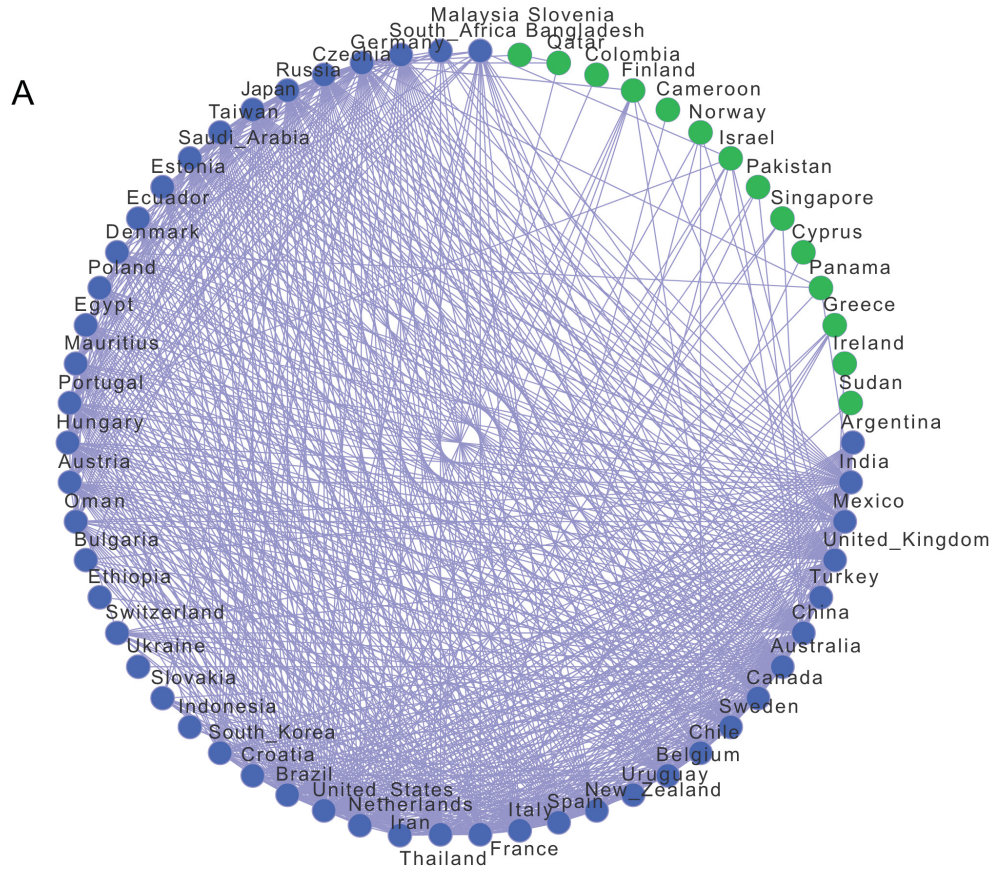 A
Malaysia Slovenia
South_Africa Bangladesh
Germany Qatar
Czechia Colombia
Russia Finland
Japan Cameroon
Taiwan Norway
Saudi_Arabia Israel
Estonia Pakistan
Ecuador Singapore
Denmark Cyprus
Poland Panama
Egypt Greece
Mauritius Ireland
Portugal Sudan
Hungary Argentina
Austria India
Oman Mexico
Bulgaria United_Kingdom
Ethiopia Turkey
Switzerland China
Ukraine Australia
Slovakia Canada
Indonesia Sweden
South_Korea Chile
Croatia Belgium
Brazil Uruguay
United_States New_Zealand
Netherlands Spain
Iran Italy
Thailand France